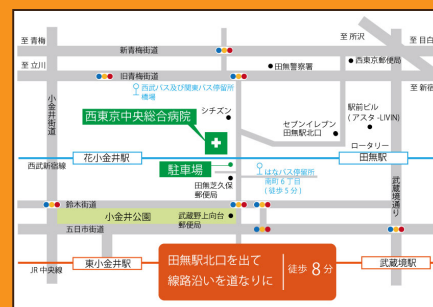 至 青梅
至 所沢
至 目白
新青梅街道
至 立川
旧青梅街道
田無警察署
西東京郵便局
至 新宿
西武バス及び関東バス停留所
橋場
小金井街道
シチズン
西東京中央総合病院
セブンイレブン
田無駅北口
駅前ビル
(アスタ-LIVIN)
ロータリー
花小金井駅
田無駅
西武新宿線
駐車場
はなバス停留所
南町6丁目
(徒歩5分)
田無芝久保
郵便局
武蔵境通り
鈴木街道
小金井公園
武蔵野上向台
郵便局
五日市街道
田無駅北口を出て
線路沿いを道なりに
徒歩 8 分
東小金井駅
武蔵境駅
JR 中央線